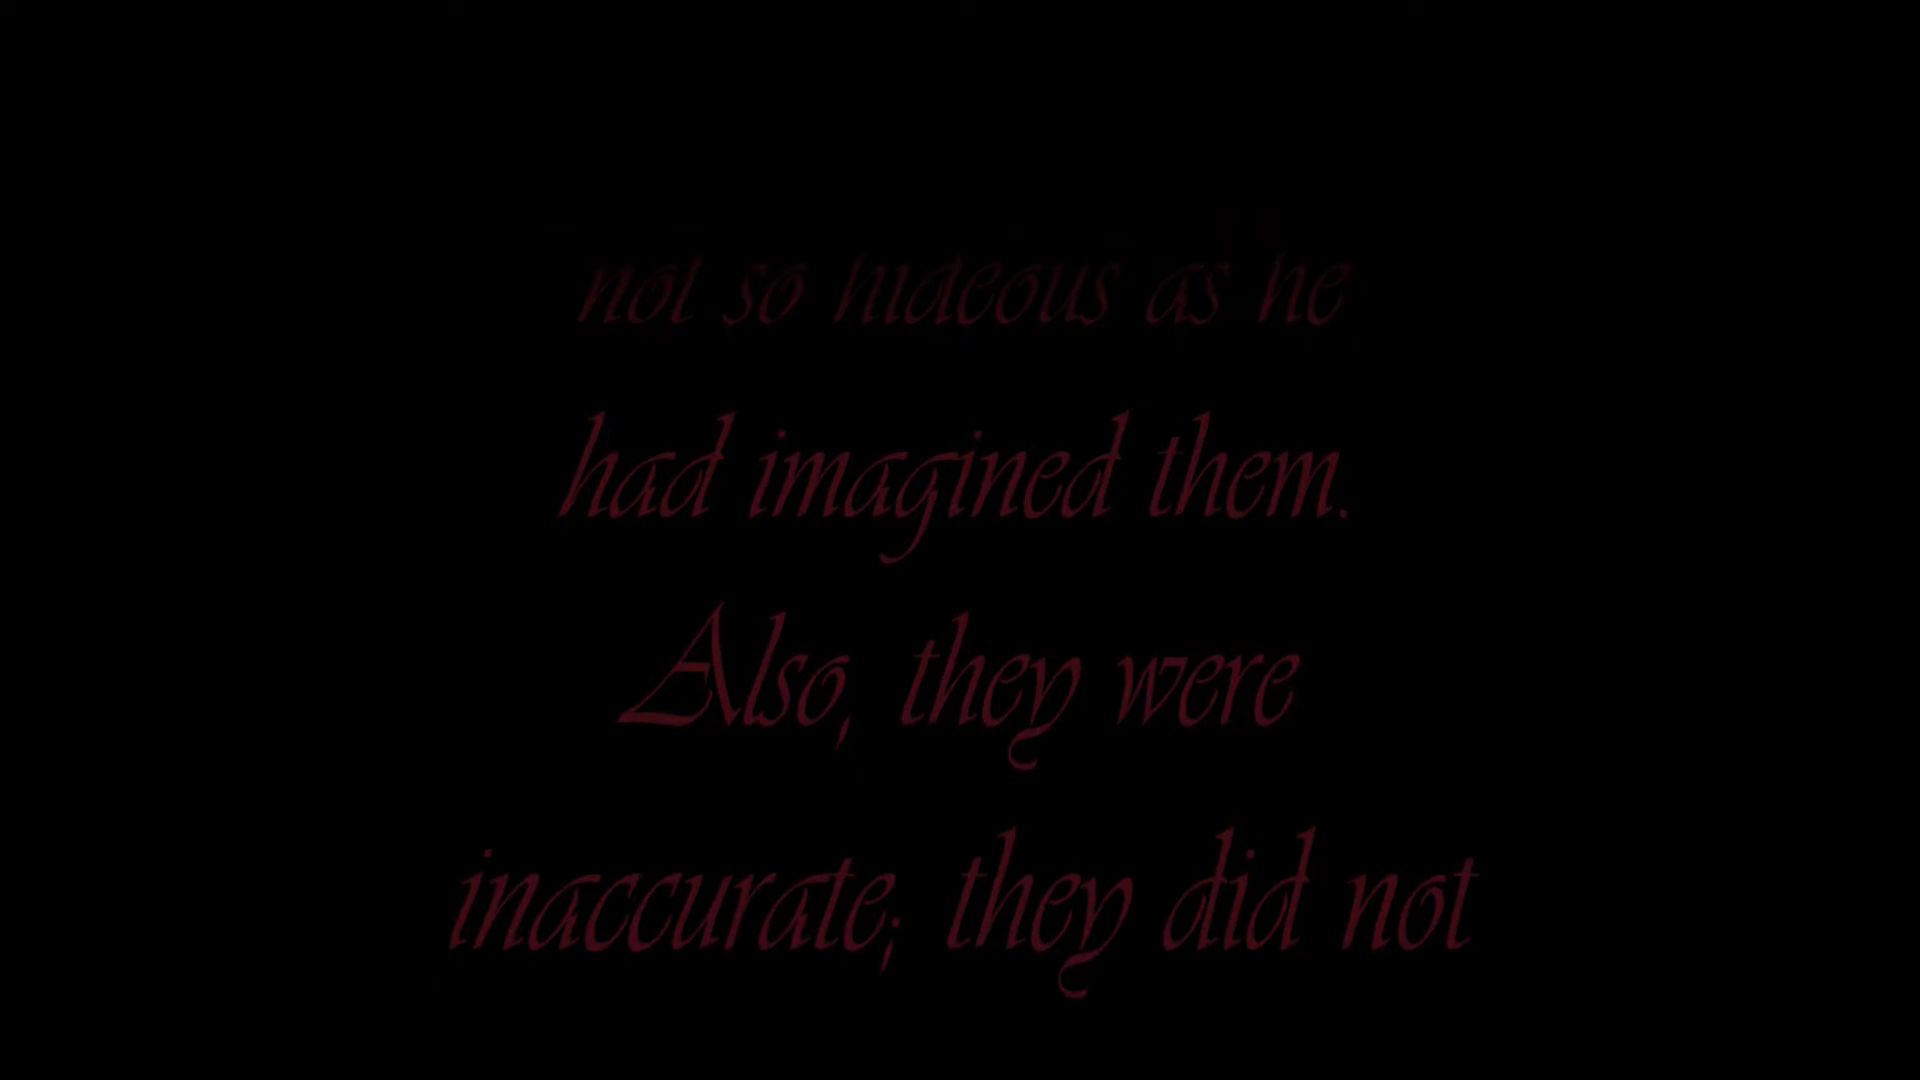 not so hideous as he
had imagined them.
Also, they were
inaccurate; they did not